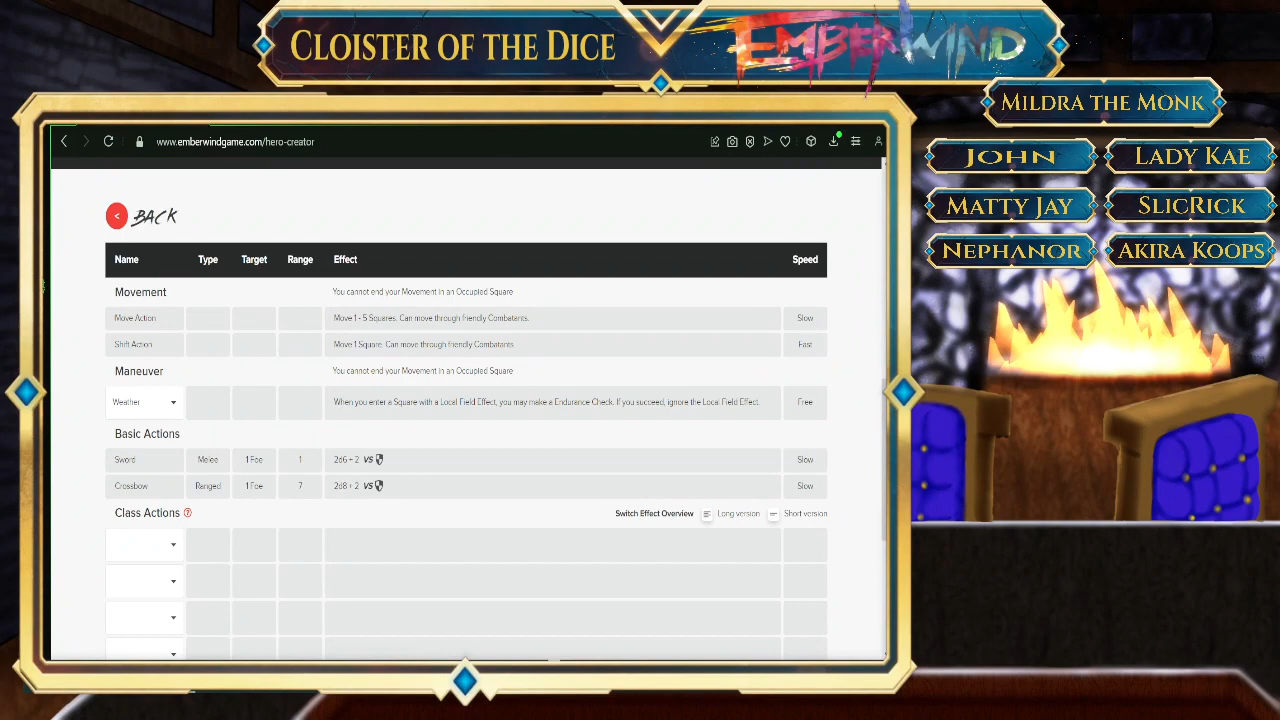 CLOISTER OF THE DICE
EMBERWIND
MILDRA THE MONK
JOHN
LADY KAE
MATTY JAY
SLICRICK
NEPHANOR
AKIRA KOOPS
www.emberwindgame.com/hero-creator
< BACK
Name Type Target Range Effect Speed
Movement You cannot end your Movement in an Occupied Square
Move Action Move 1 - 5 Squares. Can move through friendly Combatants. Slow
Shift Action Move 1 Square. Can move through friendly Combatants. Fast
Maneuver You cannot end your Movement in an Occupied Square
Weather When you enter a Square with a Local Field Effect, you may make a Endurance Check. If you succeed, ignore the Local Field Effect. Free
Basic Actions
Sword Melee 1 Foe 1 2d6 + 2 VS Slow
Crossbow Ranged 1 Foe 7 2d8 + 2 VS Slow
Class Actions ? Switch Effect Overview Long version Short version